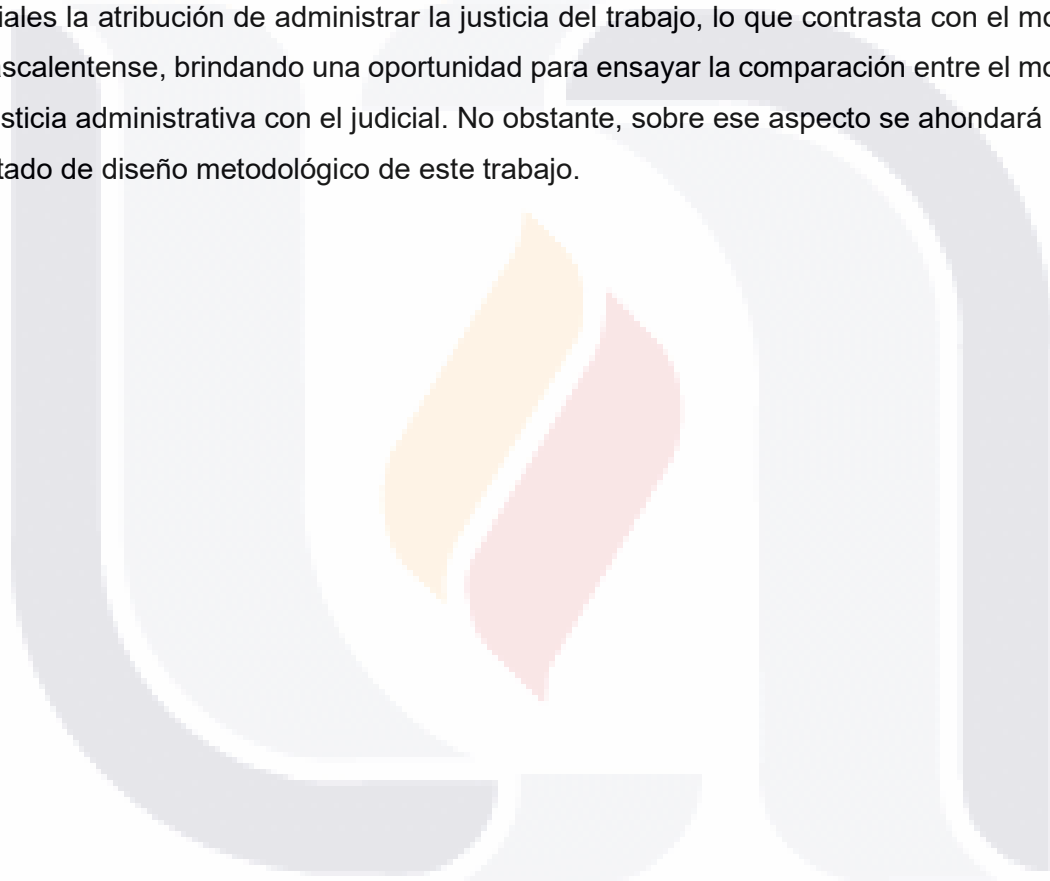 iales la atribución de administrar la justicia del trabajo, lo que contrasta con el mo
scalentense, brindando una oportunidad para ensayar la comparación entre el mo
sticia administrativa con el judicial. No obstante, sobre ese aspecto se ahondará
tado de diseño metodológico de este trabajo.